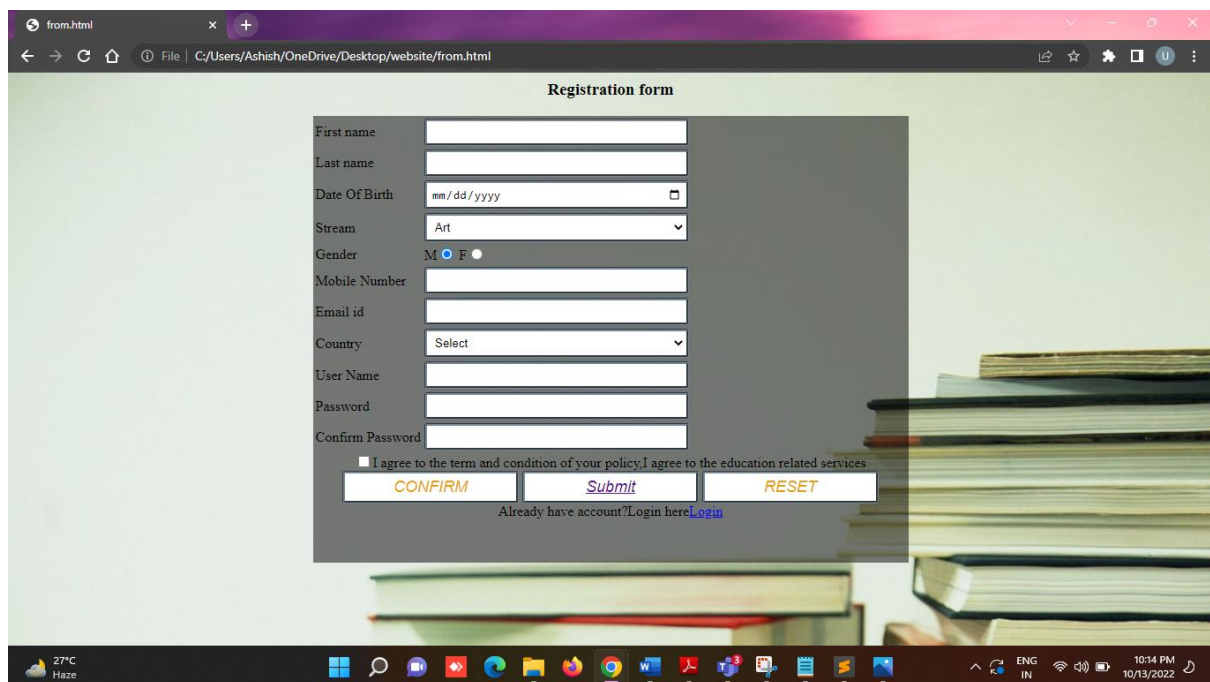 from.html
File C:/Users/Ashish/OneDrive/Desktop/website/from.html
U
Registration form
First name
Last name
Date Of Birth mm/dd/yyyy
Stream Art
Gender M F
Mobile Number
Email id
Country Select
User Name
Password
Confirm Password
I agree to the term and condition of your policy,I agree to the education related services
CONFIRM Submit RESET
Already have account?Login hereLogin
27°C
Haze
W
T
3
S
ENG
IN
10:14 PM
10/13/2022